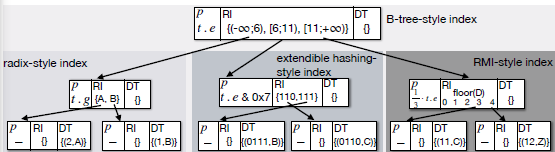 p RI DT
t.e {(-∞;6), [6;11), [11;+∞)} {}
B-tree-style index
radix-style index
p RI DT
t.g {A, B} {}
p RI DT
– {} {(2,A)}
p RI DT
– {} {(1,B)}
extendible hashing-
style index
p RI DT
t.e & 0x7 {110,111} {}
p RI DT
– {} {(0111,B)}
p RI DT
– {} {(0110,C)}
RMI-style index
p RI DT
1/3 · t.e floor(D) {}
0 1 2 3 4
p RI DT
– {} {(11,C)}
p RI DT
– {} {(12,Z)}